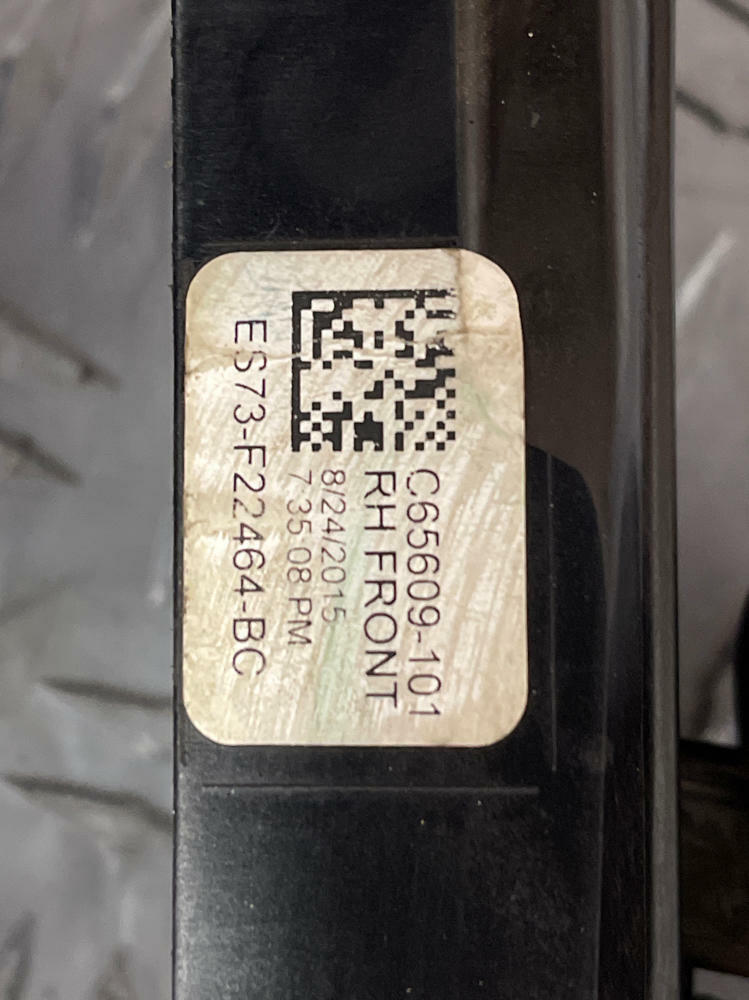 C65609-101
RH FRONT
8/24/2015
7 35 08 PM
ES73-F22464-BC